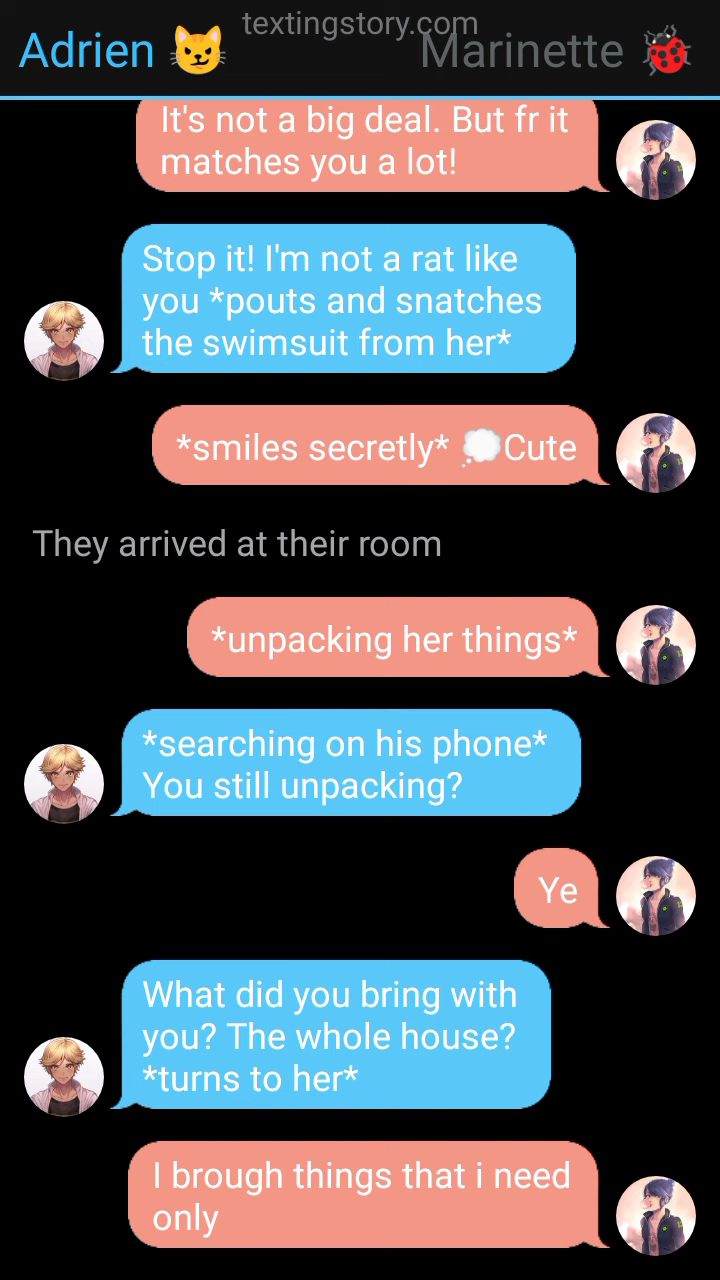 textingstory.com
Adrien 😼 Marinette 🐞
It's not a big deal. But fr it
matches you a lot!
Stop it! I'm not a rat like
you *pouts and snatches
the swimsuit from her*
*smiles secretly* 💭Cute
They arrived at their room
*unpacking her things*
*searching on his phone*
You still unpacking?
Ye
What did you bring with
you? The whole house?
*turns to her*
I brough things that i need
only